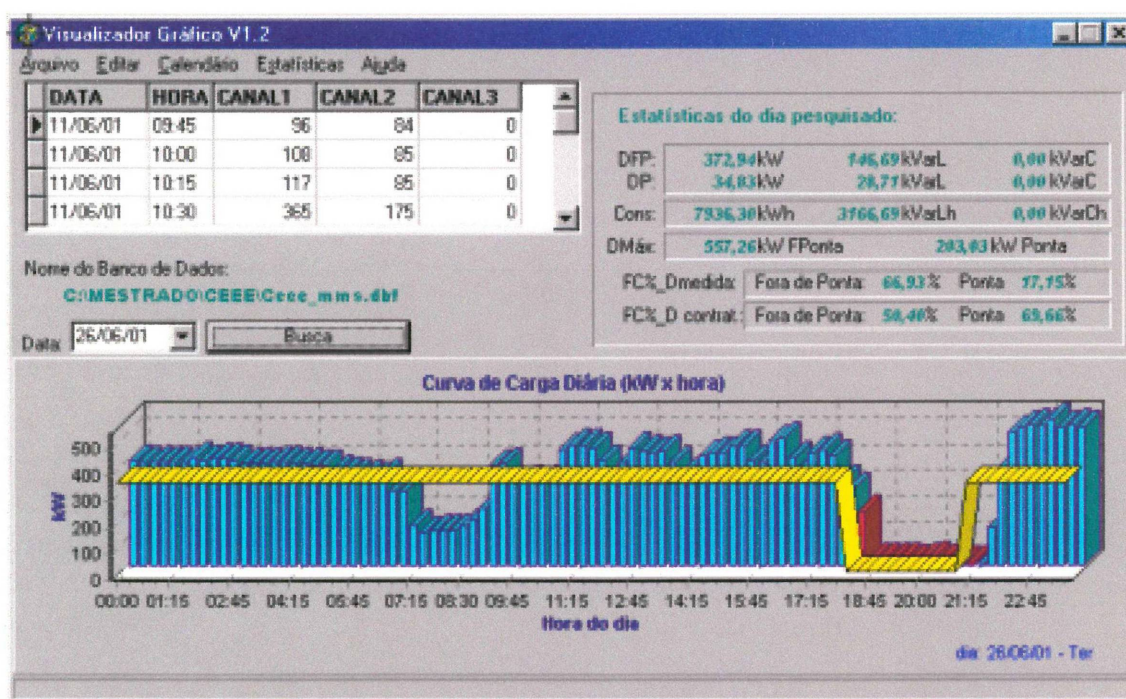 Visualizador Gráfico V1.2
Arquivo Editar Calendário Estatísticas Ajuda
DATA HORA CANAL1 CANAL2 CANAL3
11/06/01 09:45 96 84 0
11/06/01 10:00 108 85 0
11/06/01 10:15 117 85 0
11/06/01 10:30 365 175 0
Nome do Banco de Dados:
C:\MESTRADO\CEEE\Ceee_mms.dbf
Data: 26/06/01 Busca
Estatísticas do dia pesquisado:
DFP: 372,94kW 146,69kVarL 0,00 kVarC
DP: 34,83kW 28,71kVarL 0,00 kVarC
Cons: 7936,30kWh 3166,69kVarLh 0,00 kVarCh
DMáx: 557,26kW FPonta 203,03 kW Ponta
FC%_Dmedida: Fora de Ponta: 66,93% Ponta 17,15%
FC%_D contrat.: Fora de Ponta: 50,40% Ponta 69,66%
Curva de Carga Diária (kW x hora)
500
400
300
200
100
0
kW
00:00 01:15 02:45 04:15 05:45 07:15 08:30 09:45 11:15 12:45 14:15 15:45 17:15 18:45 20:00 21:15 22:45
Hora do dia
dia: 26/06/01 - Ter